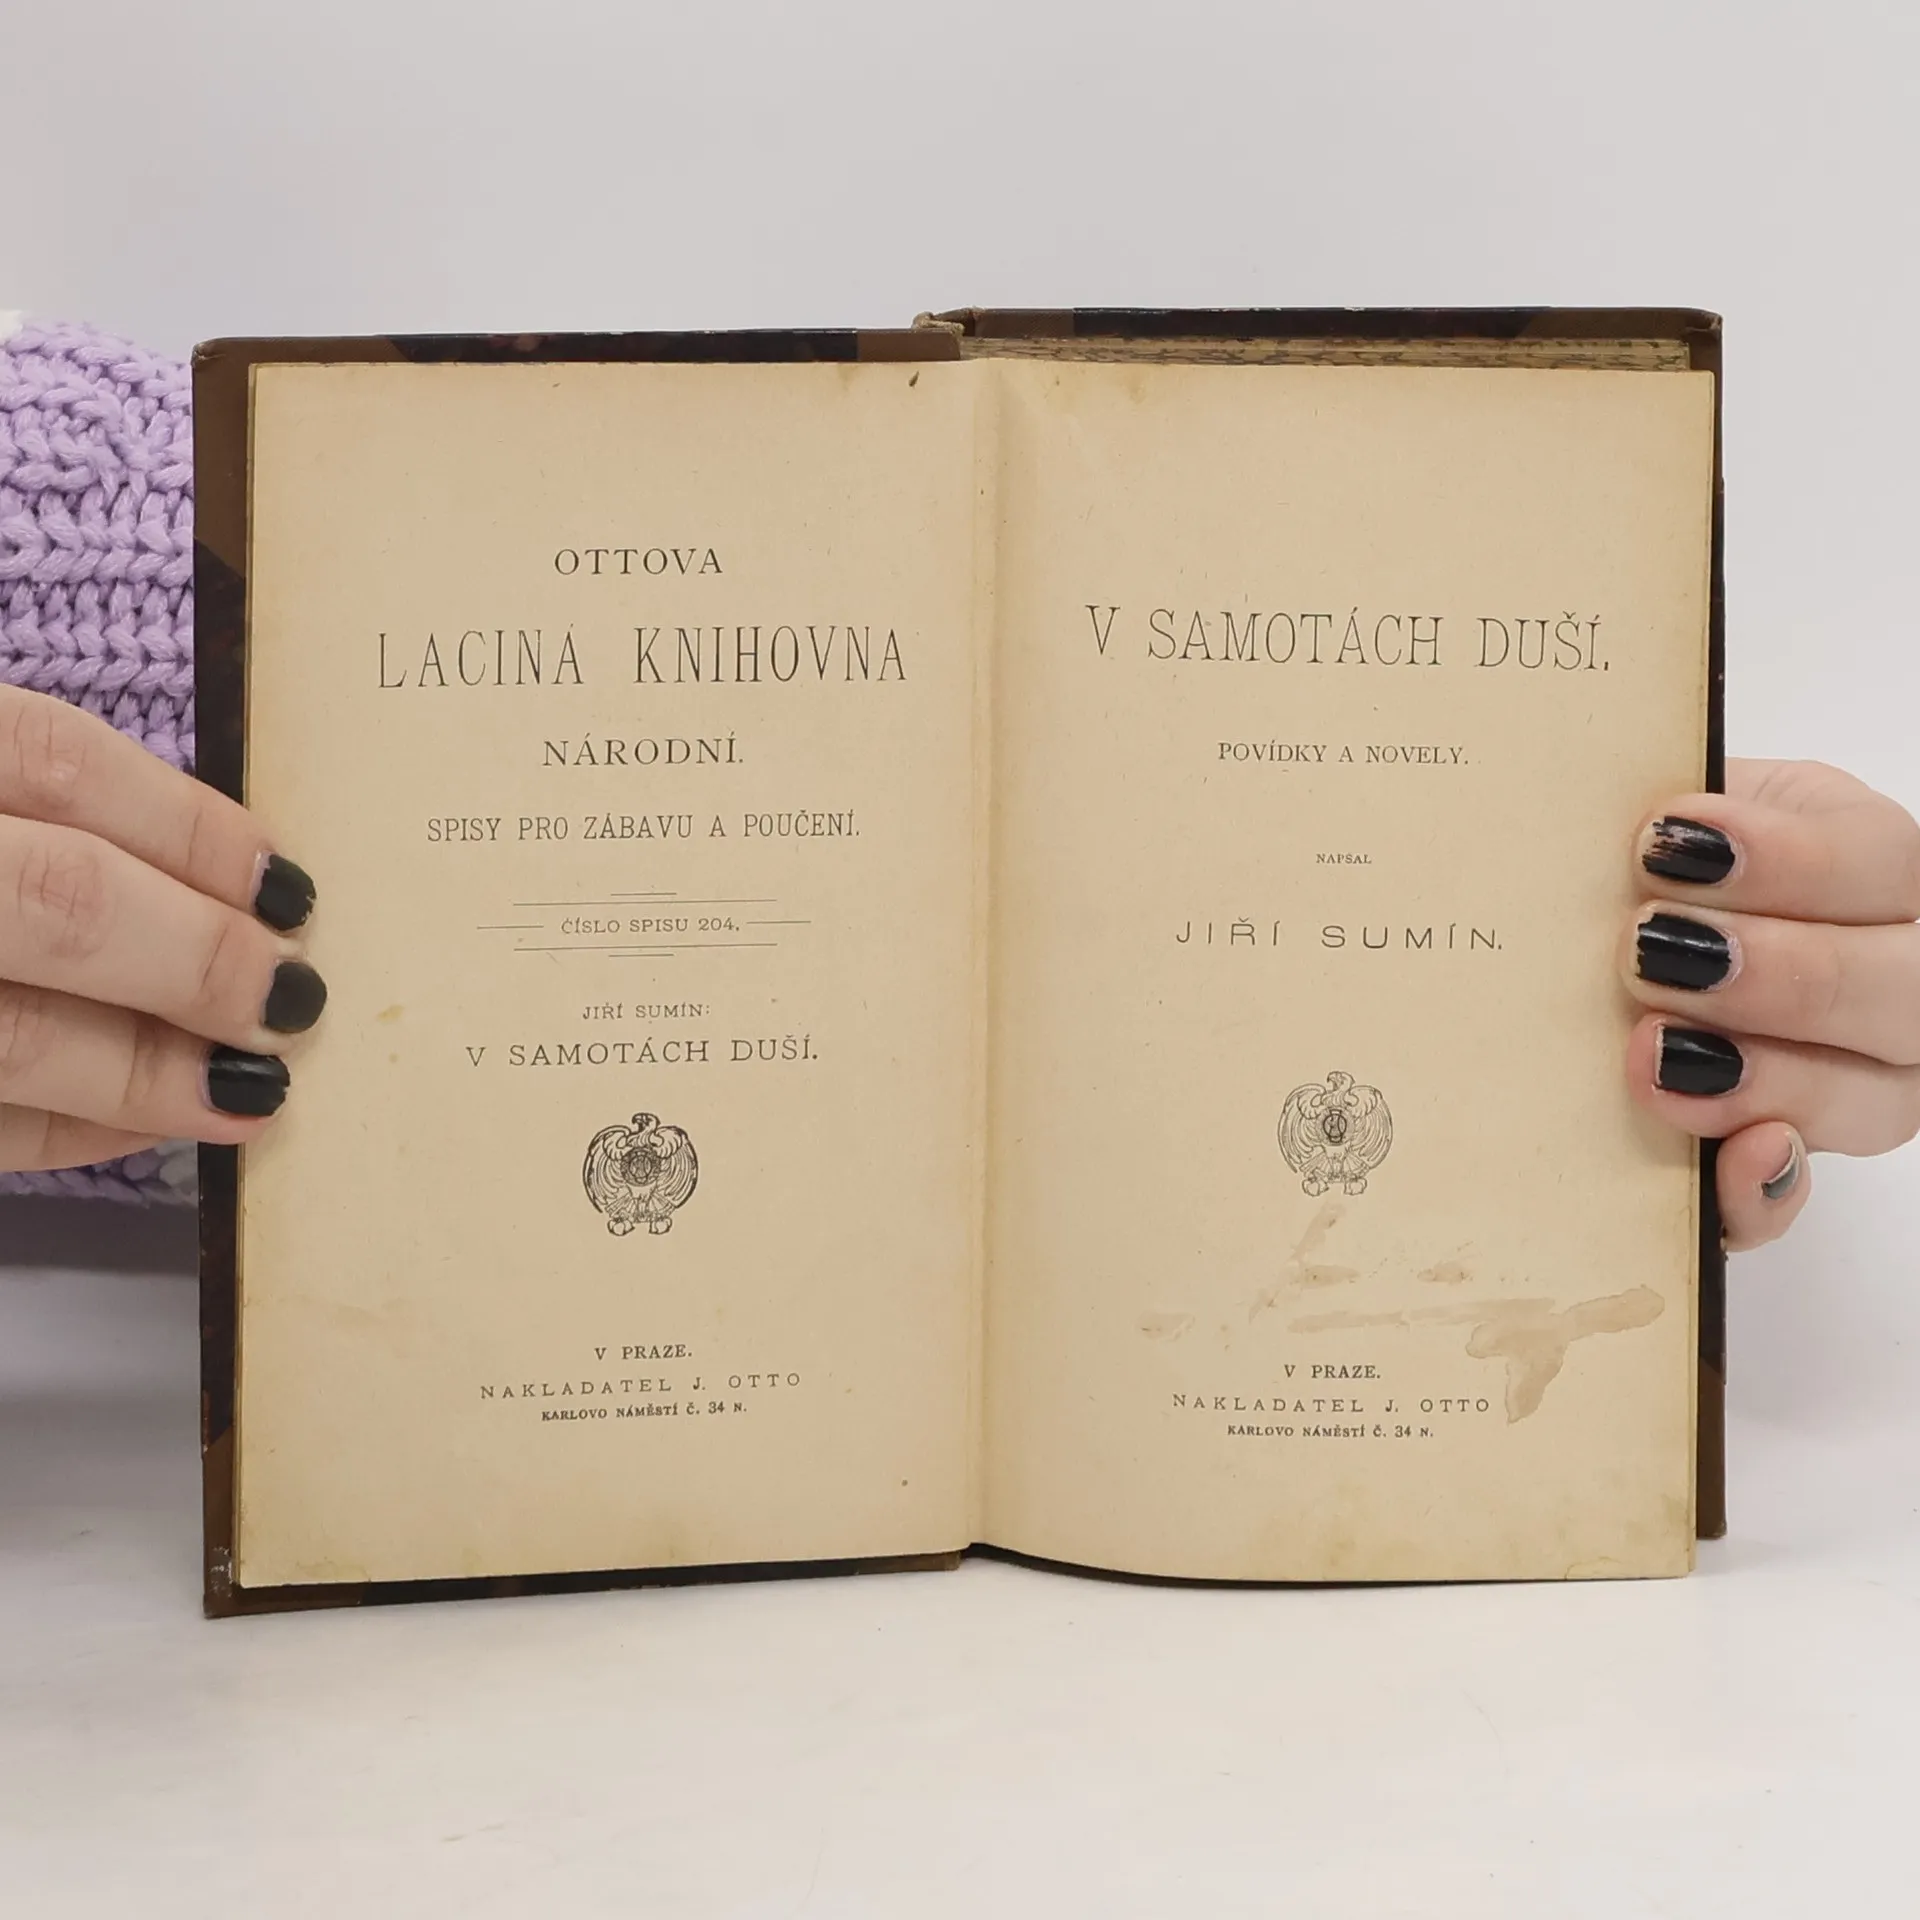 OTTOVA
LACINÁ KNIHOVNA
NÁRODNÍ.
SPISY PRO ZÁBAVU A POUČENÍ.
ČÍSLO SPISU 204.
JIŘÍ SUMÍN:
V SAMOTÁCH DUŠÍ.
V PRAZE.
NAKLADATEL J. OTTO
KARLOVO NÁMĚSTÍ Č. 34 N.
V SAMOTÁCH DUŠÍ.
POVÍDKY A NOVELY.
NAPSAL
JIŘÍ SUMÍN.
V PRAZE.
NAKLADATEL J. OTTO
KARLOVO NÁMĚSTÍ Č. 34 N.